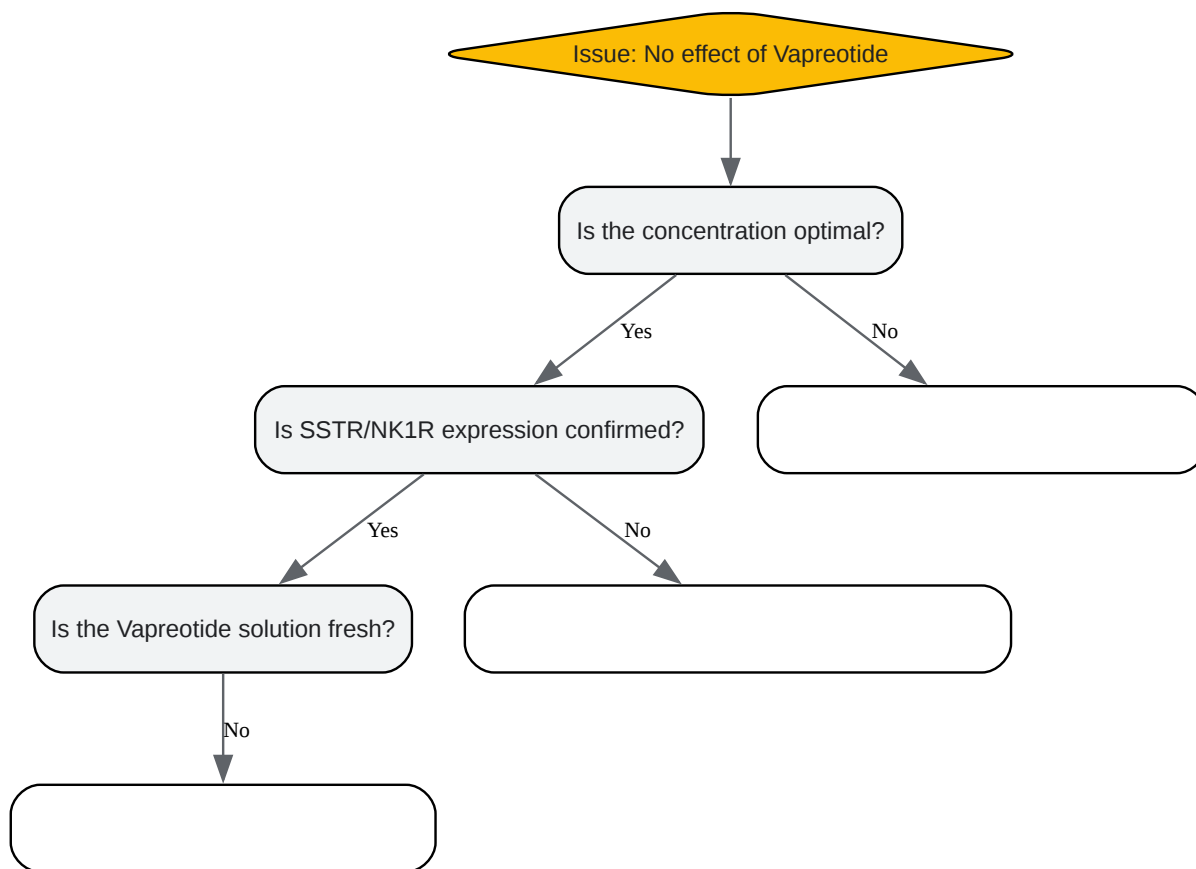 Issue: No effect of Vapreotide
Is the concentration optimal?
Yes
No
Is SSTR/NK1R expression confirmed?
Yes
No
Is the Vapreotide solution fresh?
No